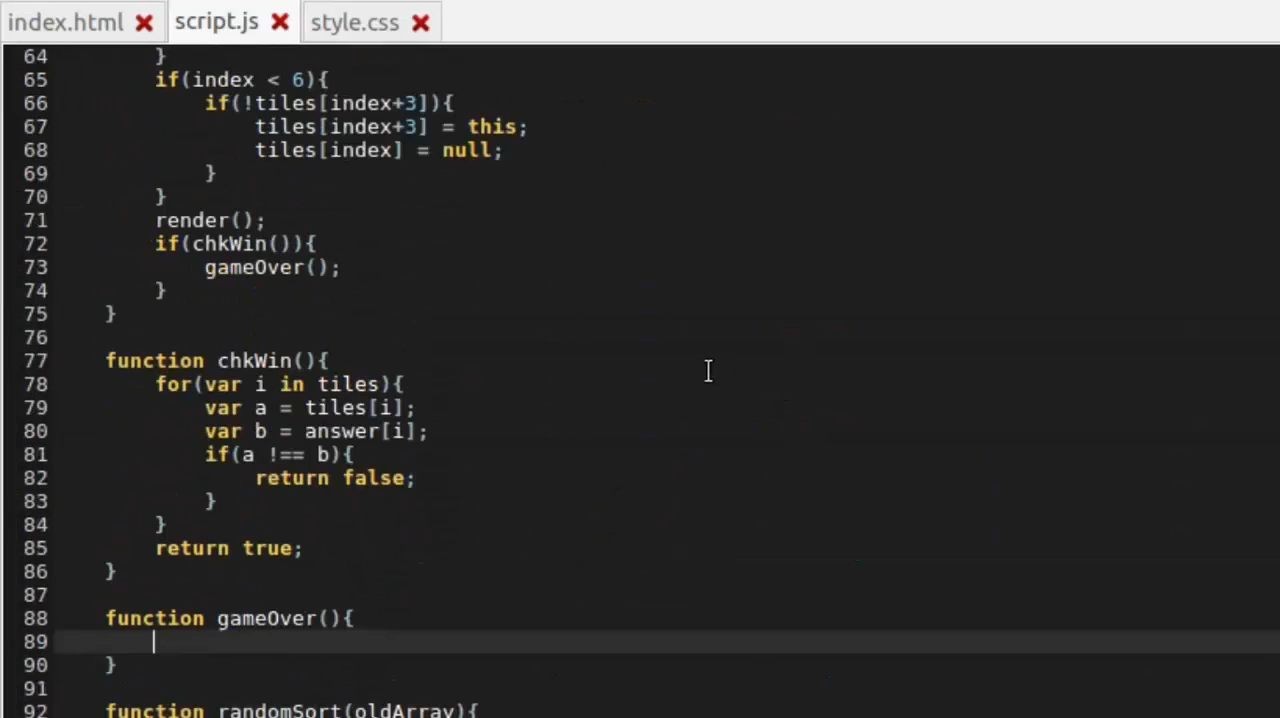 index.html script.js style.css
64 }
65 if(index < 6){
66 if(!tiles[index+3]){
67 tiles[index+3] = this;
68 tiles[index] = null;
69 }
70 }
71 render();
72 if(chkWin()){
73 gameOver();
74 }
75 }
76
77 function chkWin(){
78 for(var i in tiles){
79 var a = tiles[i];
80 var b = answer[i];
81 if(a !== b){
82 return false;
83 }
84 }
85 return true;
86 }
87
88 function gameOver(){
89
90 }
91
92 function randomSort(oldArray){